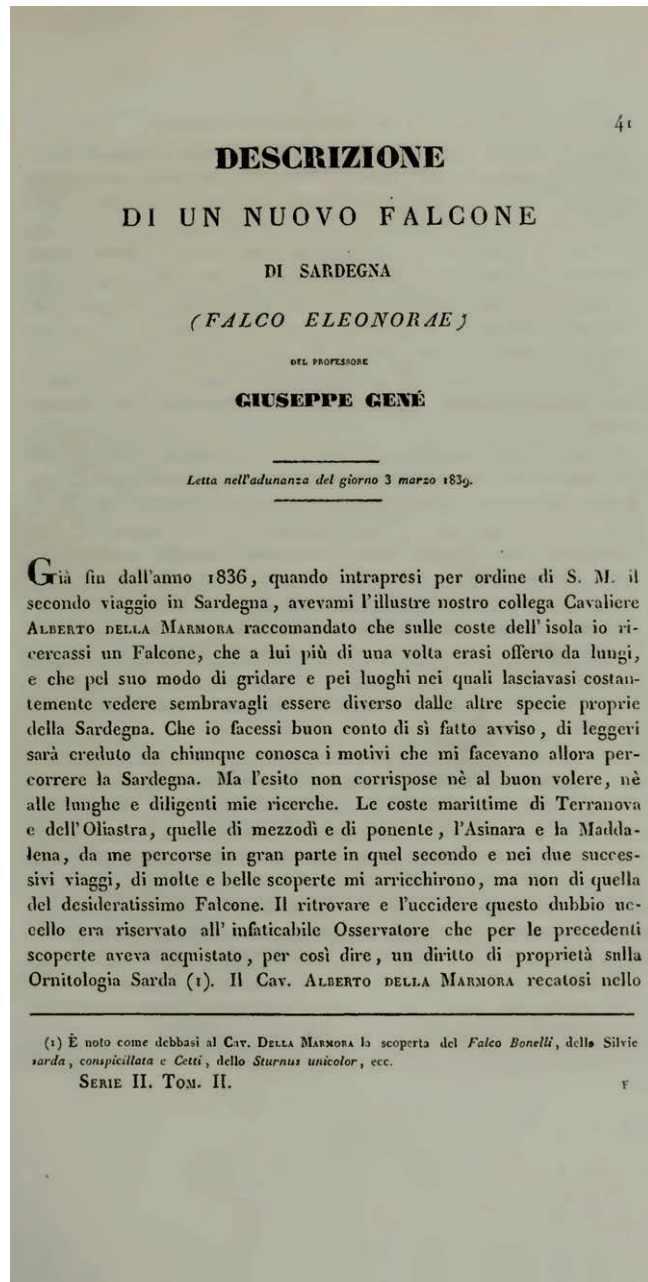 41
DESCRIZIONE
DI UN NUOVO FALCONE
DI SARDEGNA
(FALCO ELEONORAE)
DEL PROFESSORE
GIUSEPPE GENÉ
Letta nell'adunanza del giorno 3 marzo 1839.
Già fin dall'anno 1836, quando intrapresi per ordine di S. M. il
secondo viaggio in Sardegna, avevami l'illustre nostro collega Cavaliere
ALBERTO DELLA MARMORA raccomandato che sulle coste dell'isola io ri-
cercassi un Falcone, che a lui più di una volta erasi offerto da lungi,
e che pel suo modo di gridare e pei luoghi nei quali lasciavasi costan-
temente vedere sembravagli essere diverso dalle altre specie proprie
della Sardegna. Che io facessi buon conto di sì fatto avviso, di leggeri
sarà creduto da chiunque conosca i motivi che mi facevano allora per-
correre la Sardegna. Ma l'esito non corrispose nè al buon volere, nè
alle lunghe e diligenti mie ricerche. Le coste marittime di Terranova
e dell'Oliastra, quelle di mezzodì e di ponente, l'Asinara e la Madda-
lena, da me percorse in gran parte in quel secondo e nei due succes-
sivi viaggi, di molte e belle scoperte mi arricchirono, ma non di quella
del desideratissimo Falcone. Il ritrovare e l'uccidere questo dubbio uc-
cello era riservato all' infaticabile Osservatore che per le precedenti
scoperte aveva acquistato, per così dire, un diritto di proprietà sulla
Ornitologia Sarda (1). Il Cav. ALBERTO DELLA MARMORA recatosi nello
(1) È noto come debbasi al CAV. DELLA MARMORA la scoperta del Falco Bonelli, delle Silvie
sarda, conspicillata e Cetti, dello Sturnus unicolor, ecc.
SERIE II. TOM. II. F